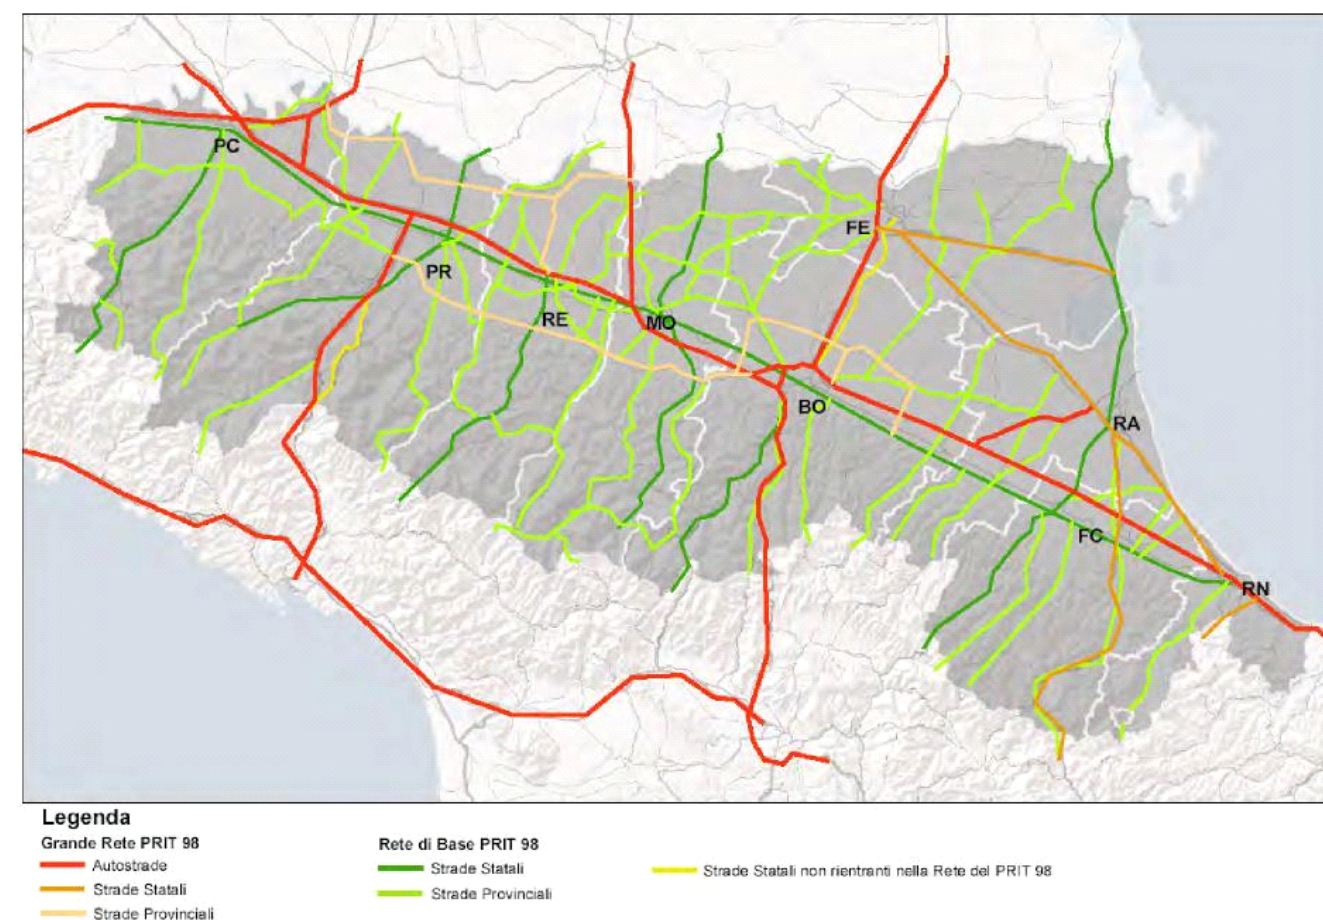 PC
FE
PR
RE
MO
BO
RA
FC
RN
Legenda
Grande Rete PRIT 98
Autostrade
Strade Statali
Strade Provinciali
Rete di Base PRIT 98
Strade Statali
Strade Provinciali
Strade Statali non rientranti nella Rete del PRIT 98